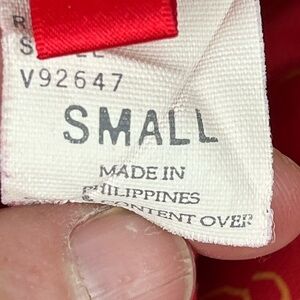 V92647
SMALL
MADE IN
PHILIPPINES
CONTENT OVER